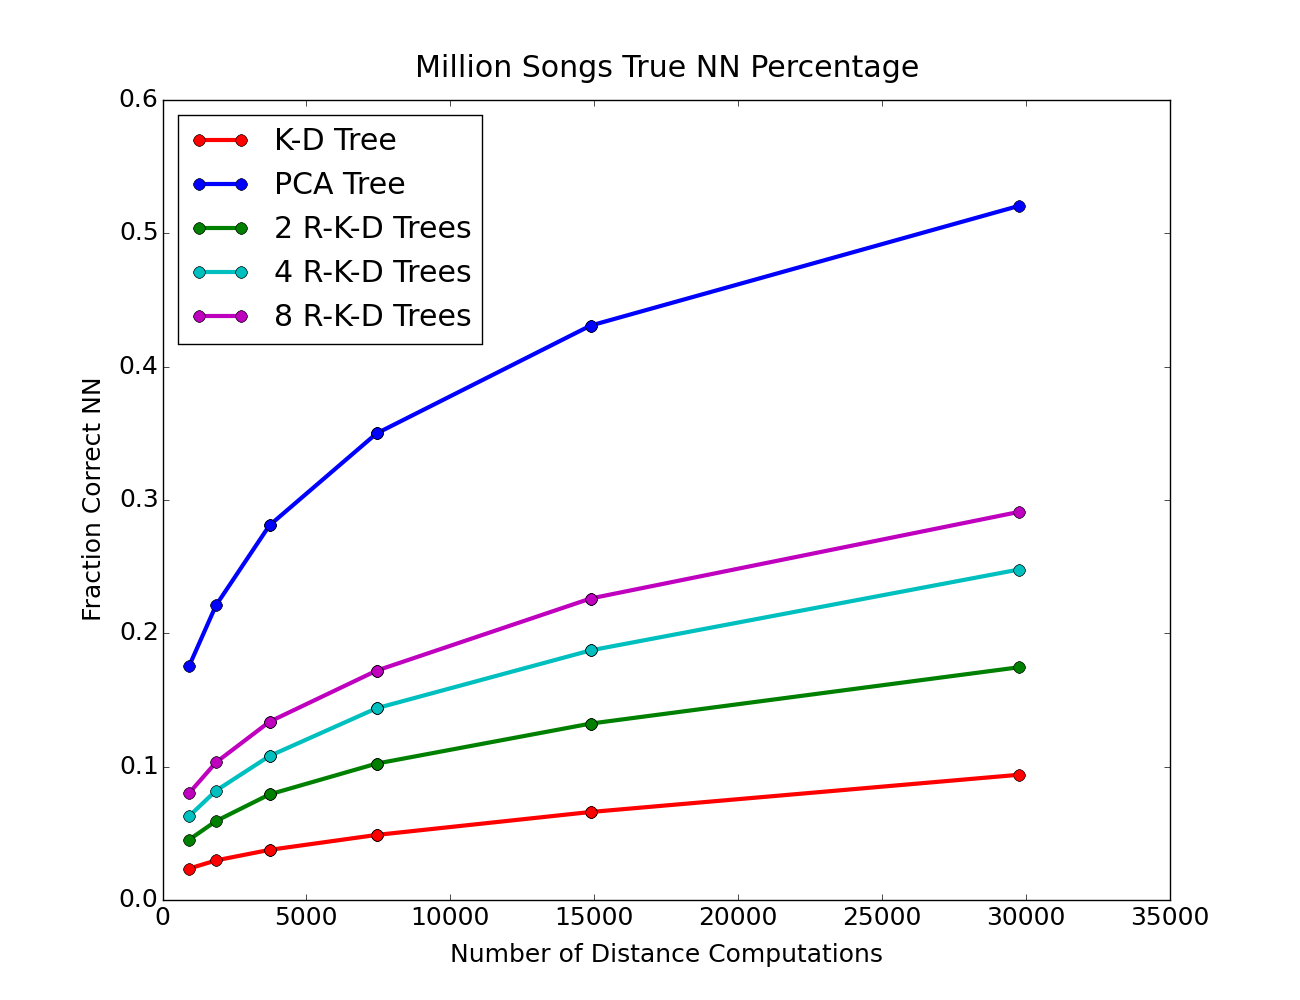 Million Songs True NN Percentage
0.6
0.5
0.4
0.3
0.2
0.1
0.0
Fraction Correct NN
K-D Tree
PCA Tree
2 R-K-D Trees
4 R-K-D Trees
8 R-K-D Trees
0 5000 10000 15000 20000 25000 30000 35000
Number of Distance Computations